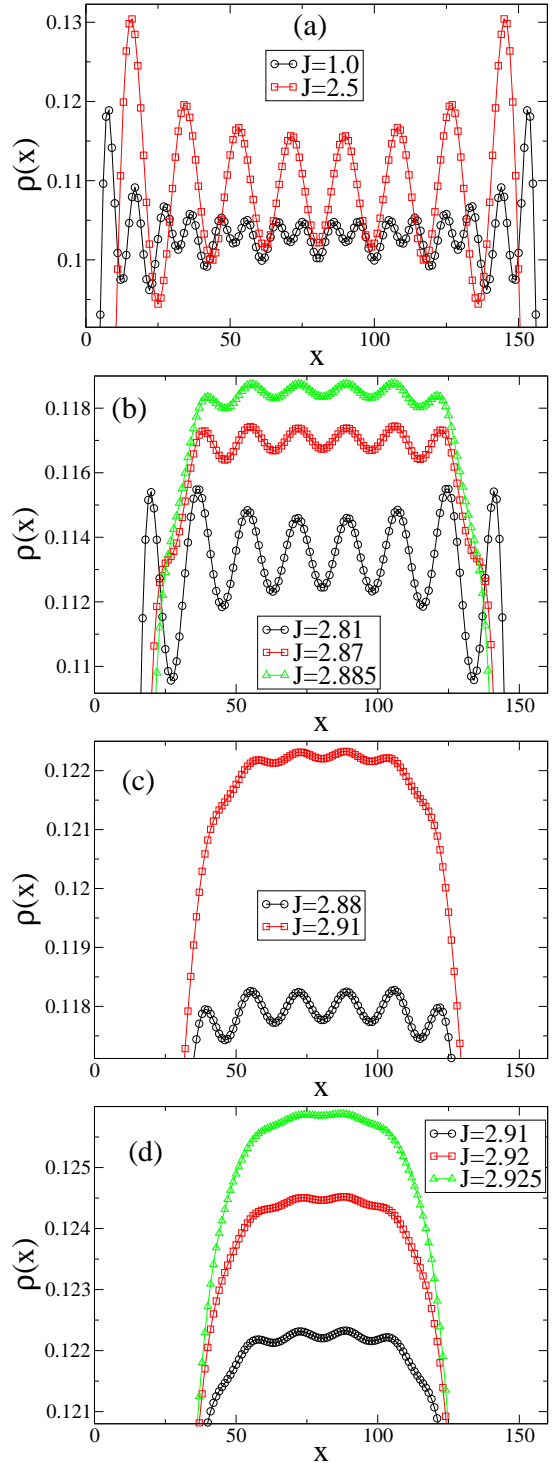 (a)
J=1.0
J=2.5
ρ(x)
0.13
0.12
0.11
0.1
0 50 100 150
x
(b)
J=2.81
J=2.87
J=2.885
ρ(x)
0.118
0.116
0.114
0.112
0.11
0 50 100 150
x
(c)
J=2.88
J=2.91
ρ(x)
0.122
0.121
0.12
0.119
0.118
0 50 100 150
x
(d)
J=2.91
J=2.92
J=2.925
ρ(x)
0.125
0.124
0.123
0.122
0.121
0 50 100 150
x